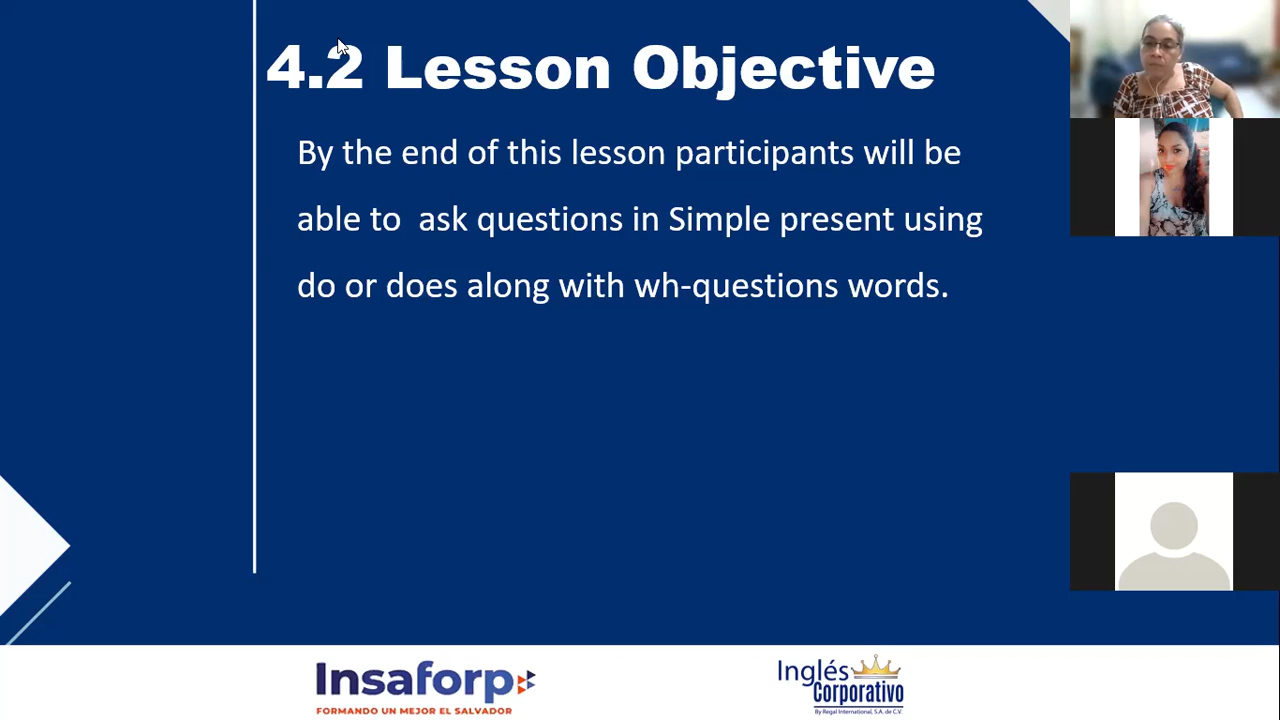 4.2 Lesson Objective
By the end of this lesson participants will be
able to ask questions in Simple present using
do or does along with wh-questions words.
Insaforp
FORMANDO UN MEJOR EL SALVADOR
Inglés
Corporativo
By Regal International, S.A. de C.V.